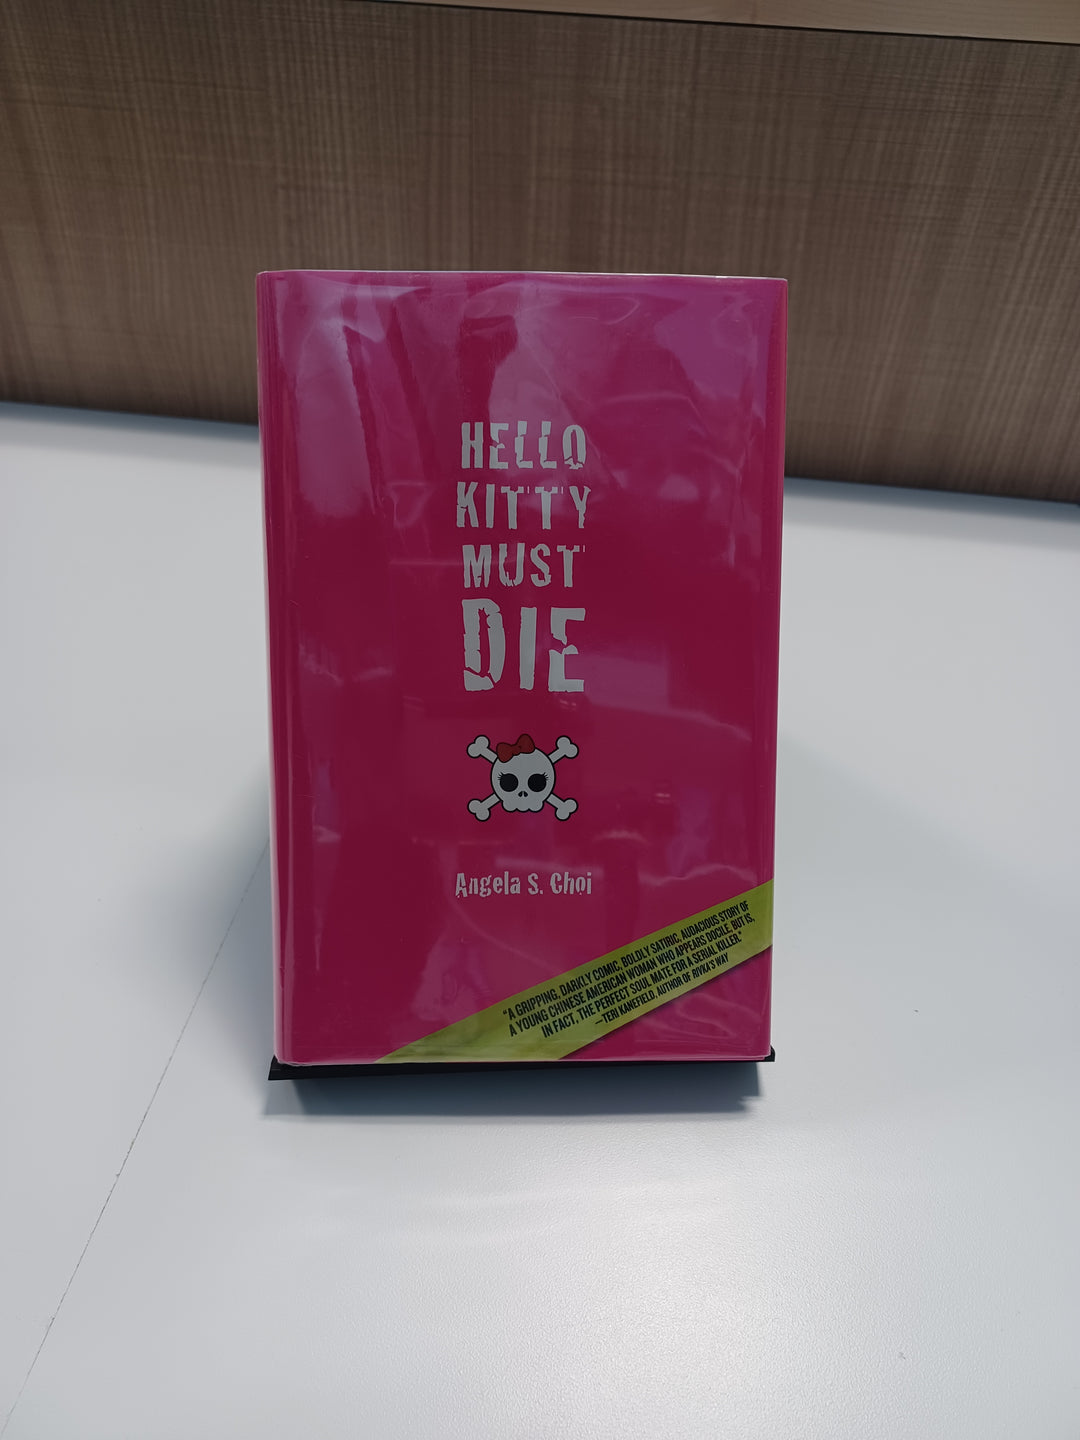 HELLO
KITTY
MUST
DIE
Angela S. Choi
"A GRIPPING, DARKLY COMIC, BOLDLY SATIRIC, AUDACIOUS STORY OF
A YOUNG CHINESE AMERICAN WOMAN WHO APPEARS DOCILE, BUT IS,
IN FACT, THE PERFECT SOUL MATE FOR A SERIAL KILLER."
—TERI KANEFIELD, AUTHOR OF RIVKA'S WAY